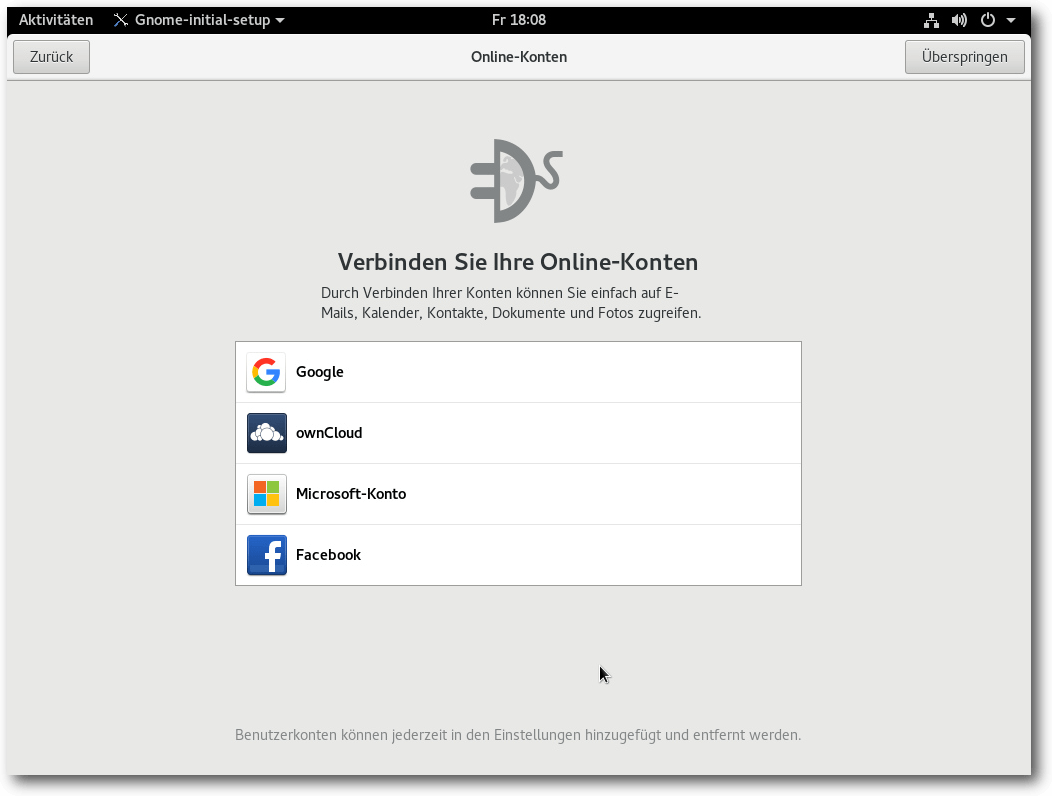 Aktivitäten Gnome-initial-setup Fr 18:08
Zurück Online-Konten Überspringen
Verbinden Sie Ihre Online-Konten
Durch Verbinden Ihrer Konten können Sie einfach auf E-
Mails, Kalender, Kontakte, Dokumente und Fotos zugreifen.
Google
ownCloud
Microsoft-Konto
Facebook
Benutzerkonten können jederzeit in den Einstellungen hinzugefügt und entfernt werden.